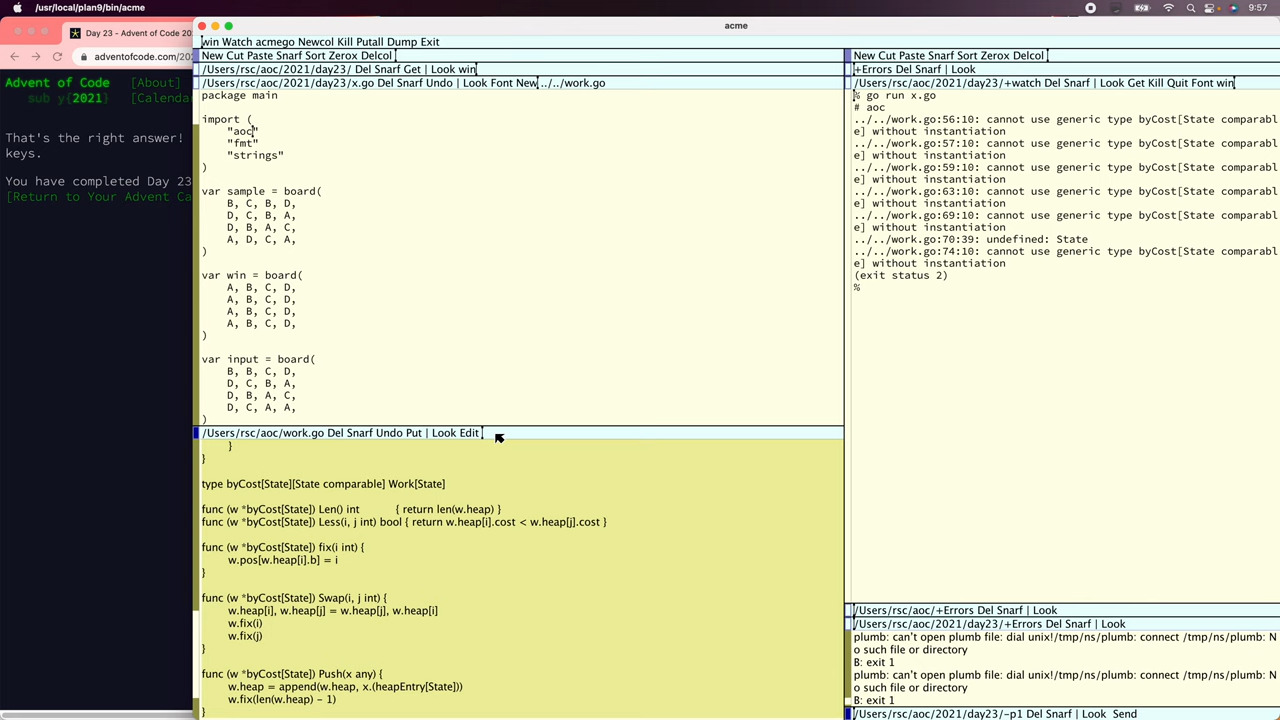 /usr/local/plan9/bin/acme
9:57
Day 23 - Advent of Code 20
adventofcode.com/202
Advent of Code [About]
sub y{2021} [Calendar
That's the right answer!
keys.
You have completed Day 23
[Return to Your Advent Ca
acme
win Watch acmego Newcol Kill Putall Dump Exit
New Cut Paste Snarf Sort Zerox Delcol
/Users/rsc/aoc/2021/day23/ Del Snarf Get | Look win
/Users/rsc/aoc/2021/day23/x.go Del Snarf Undo | Look Font New ../../work.go
package main
import (
"aoc"
"fmt"
"strings"
)
var sample = board(
B, C, B, D,
D, C, B, A,
D, B, A, C,
A, D, C, A,
)
var win = board(
A, B, C, D,
A, B, C, D,
A, B, C, D,
A, B, C, D,
)
var input = board(
B, B, C, D,
D, C, B, A,
D, B, A, C,
D, C, A, A,
)
/Users/rsc/aoc/work.go Del Snarf Undo Put | Look Edit
}
}
type byCost[State][State comparable] Work[State]
func (w *byCost[State]) Len() int { return len(w.heap) }
func (w *byCost[State]) Less(i, j int) bool { return w.heap[i].cost < w.heap[j].cost }
func (w *byCost[State]) fix(i int) {
w.pos[w.heap[i].b] = i
}
func (w *byCost[State]) Swap(i, j int) {
w.heap[i], w.heap[j] = w.heap[j], w.heap[i]
w.fix(i)
w.fix(j)
}
func (w *byCost[State]) Push(x any) {
w.heap = append(w.heap, x.(heapEntry[State]))
w.fix(len(w.heap) - 1)
}
New Cut Paste Snarf Sort Zerox Delcol
+Errors Del Snarf | Look
/Users/rsc/aoc/2021/day23/+watch Del Snarf | Look Get Kill Quit Font win
% go run x.go
# aoc
../../work.go:56:10: cannot use generic type byCost[State comparabl
e] without instantiation
../../work.go:57:10: cannot use generic type byCost[State comparabl
e] without instantiation
../../work.go:59:10: cannot use generic type byCost[State comparabl
e] without instantiation
../../work.go:63:10: cannot use generic type byCost[State comparabl
e] without instantiation
../../work.go:69:10: cannot use generic type byCost[State comparabl
e] without instantiation
../../work.go:70:39: undefined: State
../../work.go:74:10: cannot use generic type byCost[State comparabl
e] without instantiation
(exit status 2)
%
/Users/rsc/aoc/+Errors Del Snarf | Look
/Users/rsc/aoc/2021/day23/+Errors Del Snarf | Look
plumb: can't open plumb file: dial unix!/tmp/ns/plumb: connect /tmp/ns/plumb: N
o such file or directory
B: exit 1
plumb: can't open plumb file: dial unix!/tmp/ns/plumb: connect /tmp/ns/plumb: N
o such file or directory
B: exit 1
/Users/rsc/aoc/2021/day23/-p1 Del Snarf | Look Send